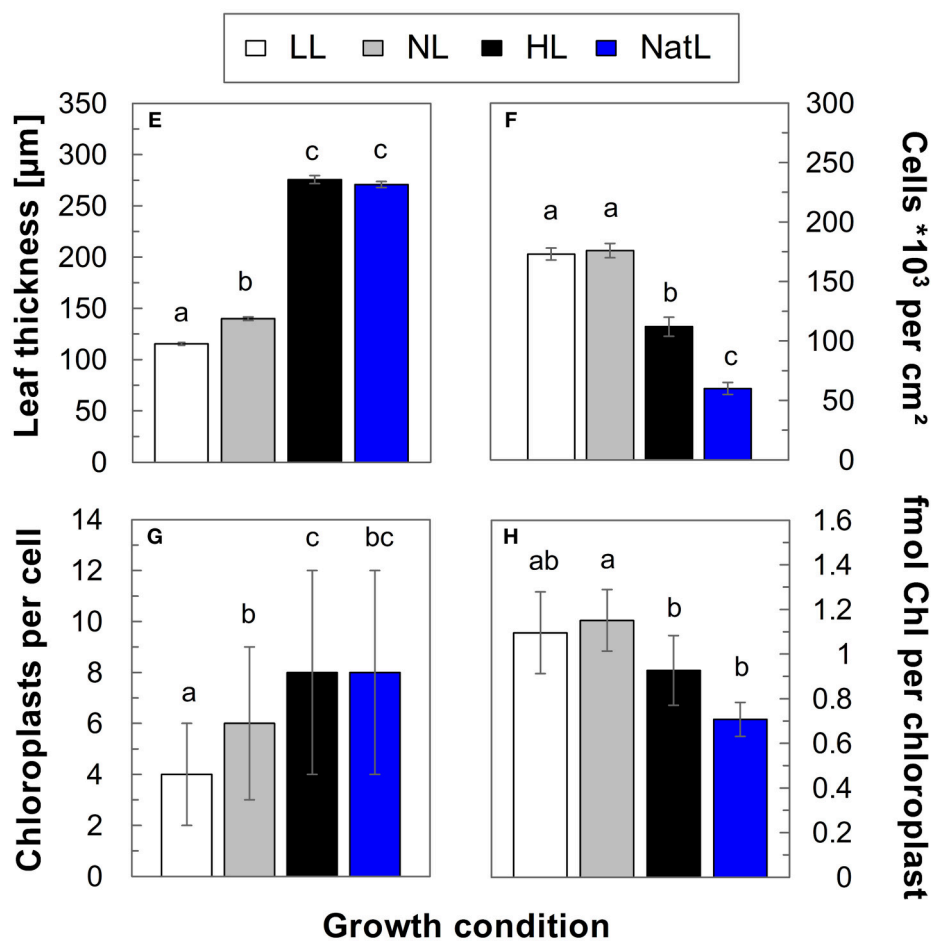 LL NL HL NatL
E
350
300
250
200
150
100
50
0
Leaf thickness [µm]
a b c c
F
300
250
200
150
100
50
0
Cells *10³ per cm²
a a b c
G
14
12
10
8
6
4
2
0
Chloroplasts per cell
a b c bc
H
1.6
1.4
1.2
1
0.8
0.6
0.4
0.2
0
fmol Chl per chloroplast
ab a b b
Growth condition